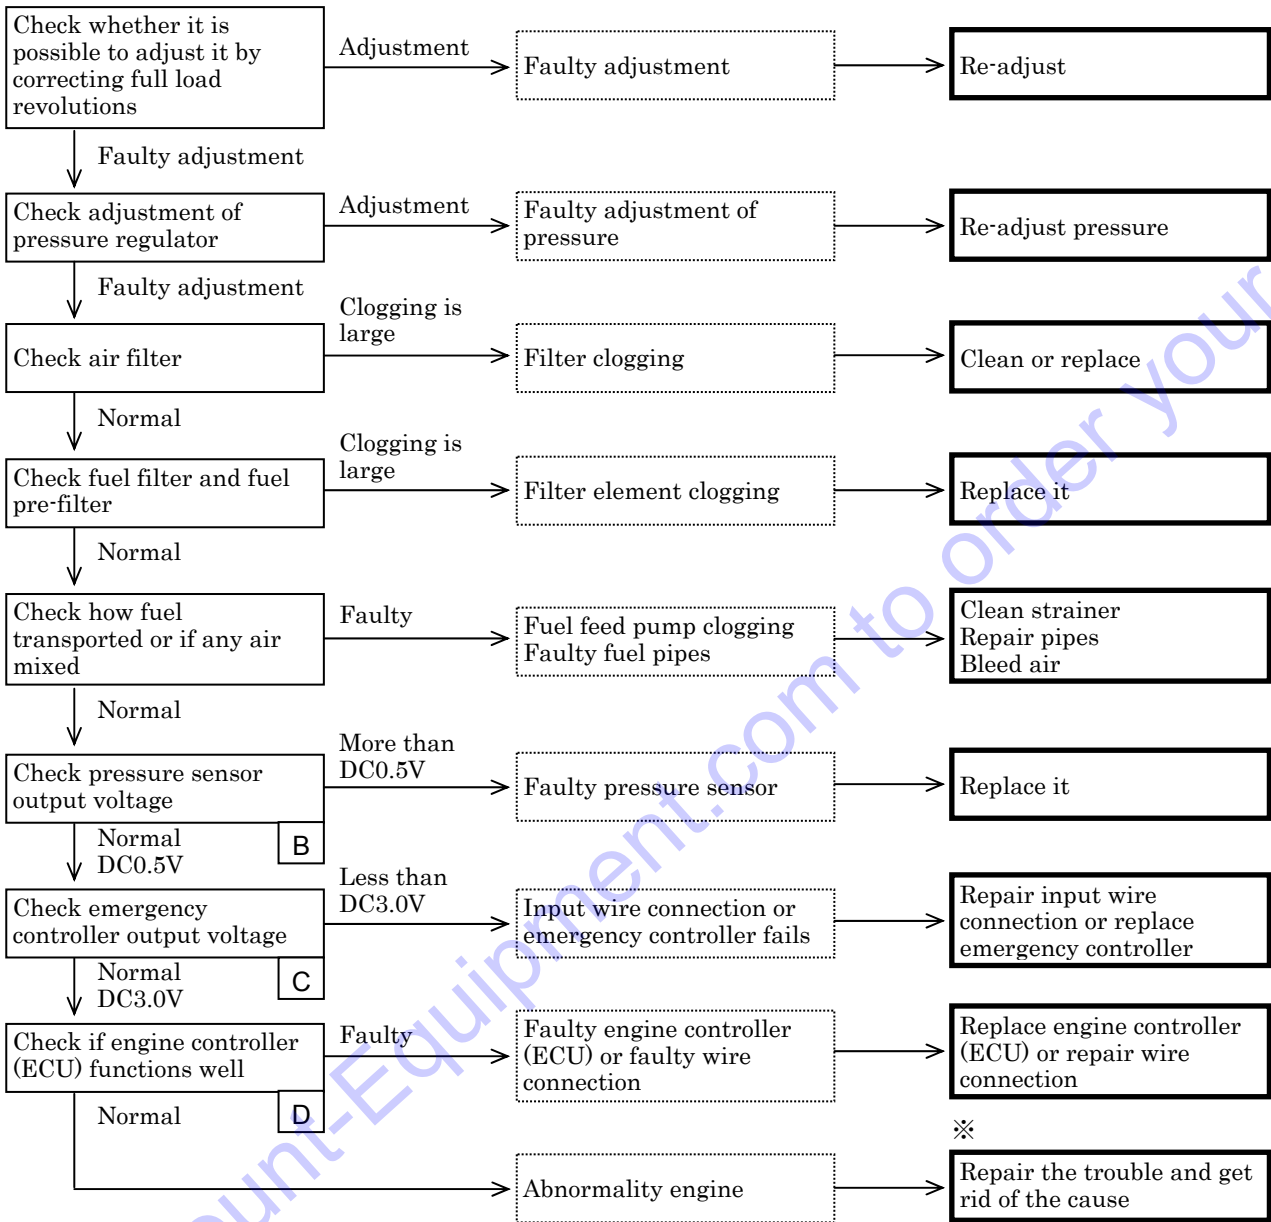 Check whether it is
possible to adjust it by
correcting full load
revolutions
Adjustment
Faulty adjustment
Re-adjust
Faulty adjustment
Check adjustment of
pressure regulator
Adjustment
Faulty adjustment of
pressure
Re-adjust pressure
Faulty adjustment
Check air filter
Clogging is
large
Filter clogging
Clean or replace
Normal
Check fuel filter and fuel
pre-filter
Clogging is
large
Filter element clogging
Replace it
Normal
Check how fuel
transported or if any air
mixed
Faulty
Fuel feed pump clogging
Faulty fuel pipes
Clean strainer
Repair pipes
Bleed air
Normal
Check pressure sensor
output voltage
B
More than
DC0.5V
Faulty pressure sensor
Replace it
Normal
DC0.5V
Check emergency
controller output voltage
C
Less than
DC3.0V
Input wire connection or
emergency controller fails
Repair input wire
connection or replace
emergency controller
Normal
DC3.0V
Check if engine controller
(ECU) functions well
D
Faulty
Faulty engine controller
(ECU) or faulty wire
connection
Replace engine controller
(ECU) or repair wire
connection
Normal
※
Abnormality engine
Repair the trouble and get
rid of the cause
unt-Equipment.com to order your